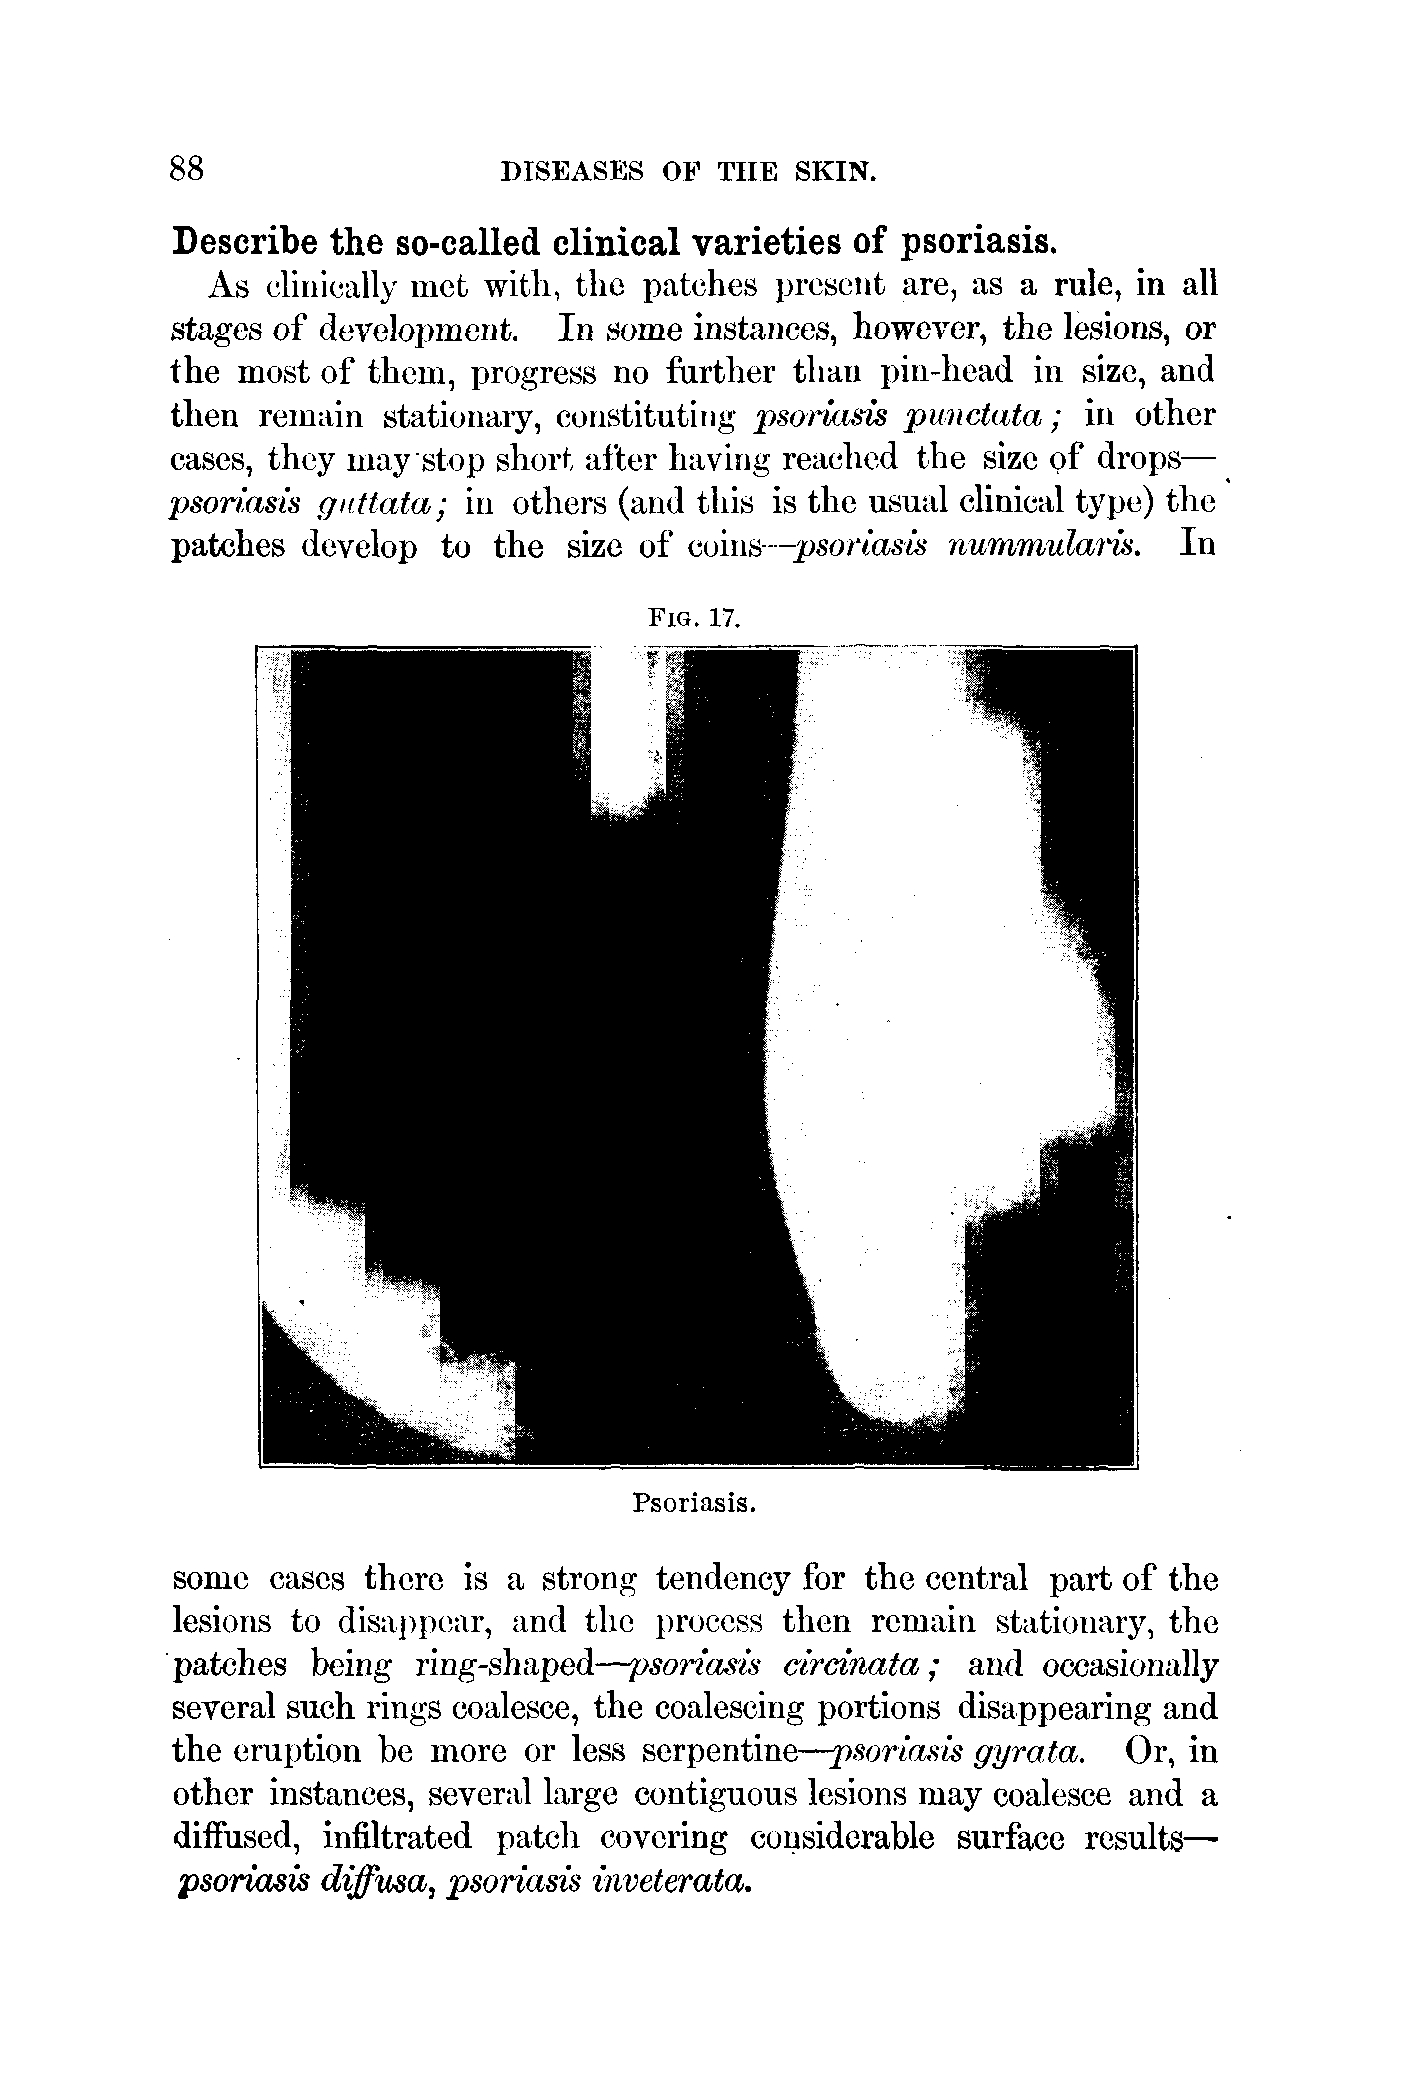 88 DISEASES OF THE SKIN.
Describe the so-called clinical varieties of psoriasis.
As clinically met with, the patches present are, as a rule, in all
stages of development. In some instances, however, the lesions, or
the most of them, progress no further than pin-head in size, and
then remain stationary, constituting psoriasis punctata; in other
cases, they may stop short after having reached the size of drops—
psoriasis guttata; in others (and this is the usual clinical type) the
patches develop to the size of coins—psoriasis nummularis. In
FIG. 17.
Psoriasis.
some cases there is a strong tendency for the central part of the
lesions to disappear, and the process then remain stationary, the
patches being ring-shaped—psoriasis circinata; and occasionally
several such rings coalesce, the coalescing portions disappearing and
the eruption be more or less serpentine—psoriasis gyrata. Or, in
other instances, several large contiguous lesions may coalesce and a
diffused, infiltrated patch covering considerable surface results—
psoriasis diffusa, psoriasis inveterata.